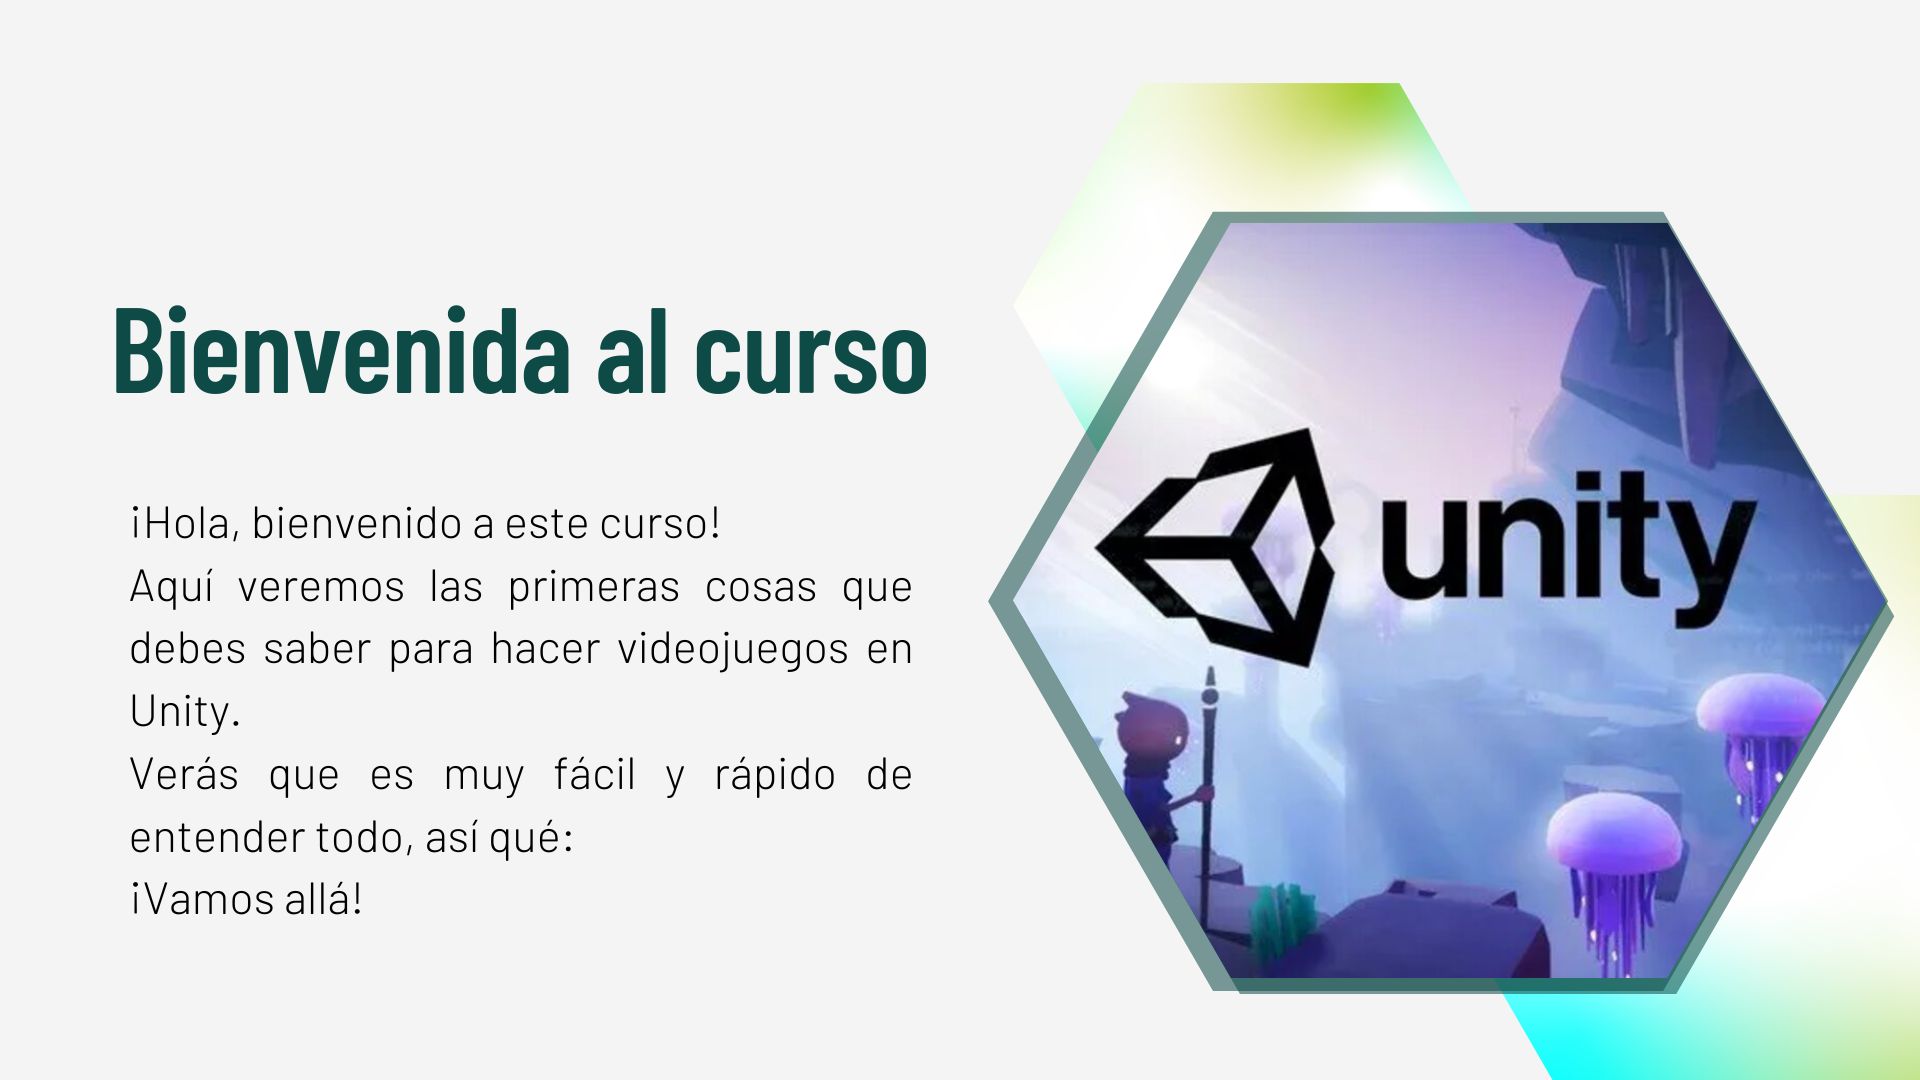 Bienvenida al curso
¡Hola, bienvenido a este curso!
Aquí veremos las primeras cosas que
debes saber para hacer videojuegos en
Unity.
Verás que es muy fácil y rápido de
entender todo, así qué:
¡Vamos allá!
unity